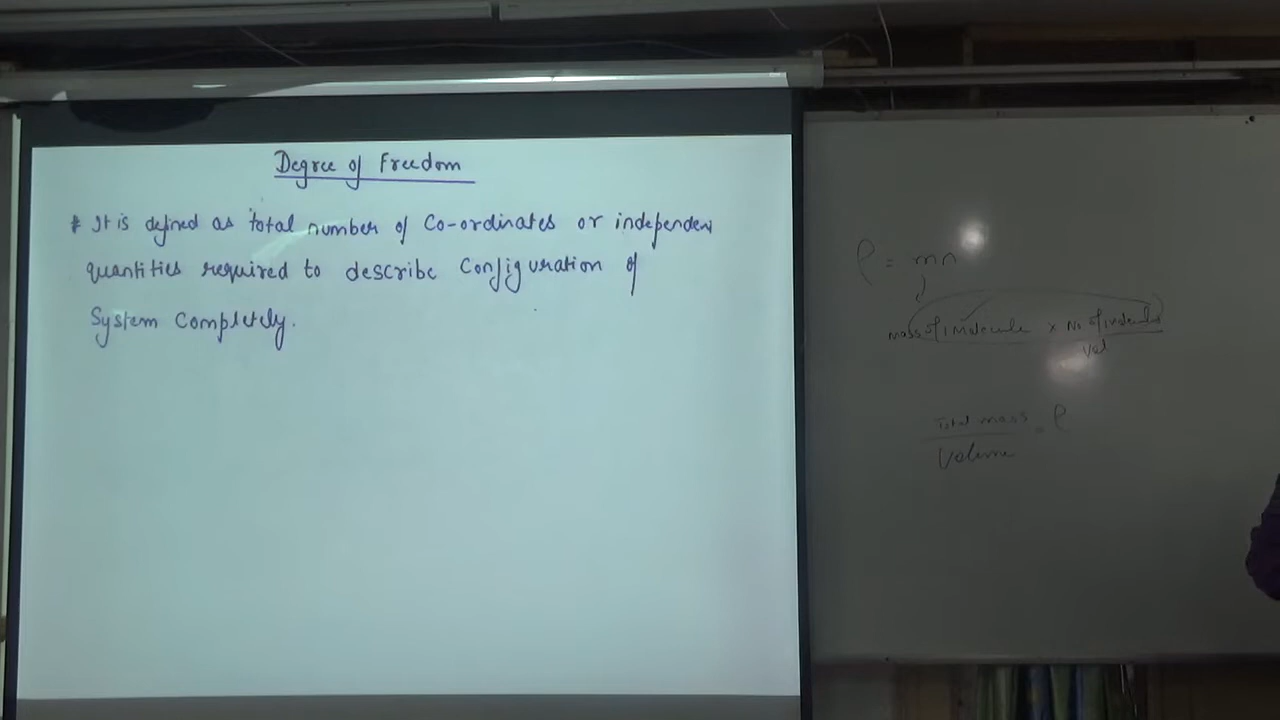 Degree of Freedom
* It is defined as total number of Co-ordinates or independent
quantities required to describe Configuration of
System Completely.
ρ = mn
mass of 1 molecule × No of molecules
Vol
Total mass = ρ
Volume